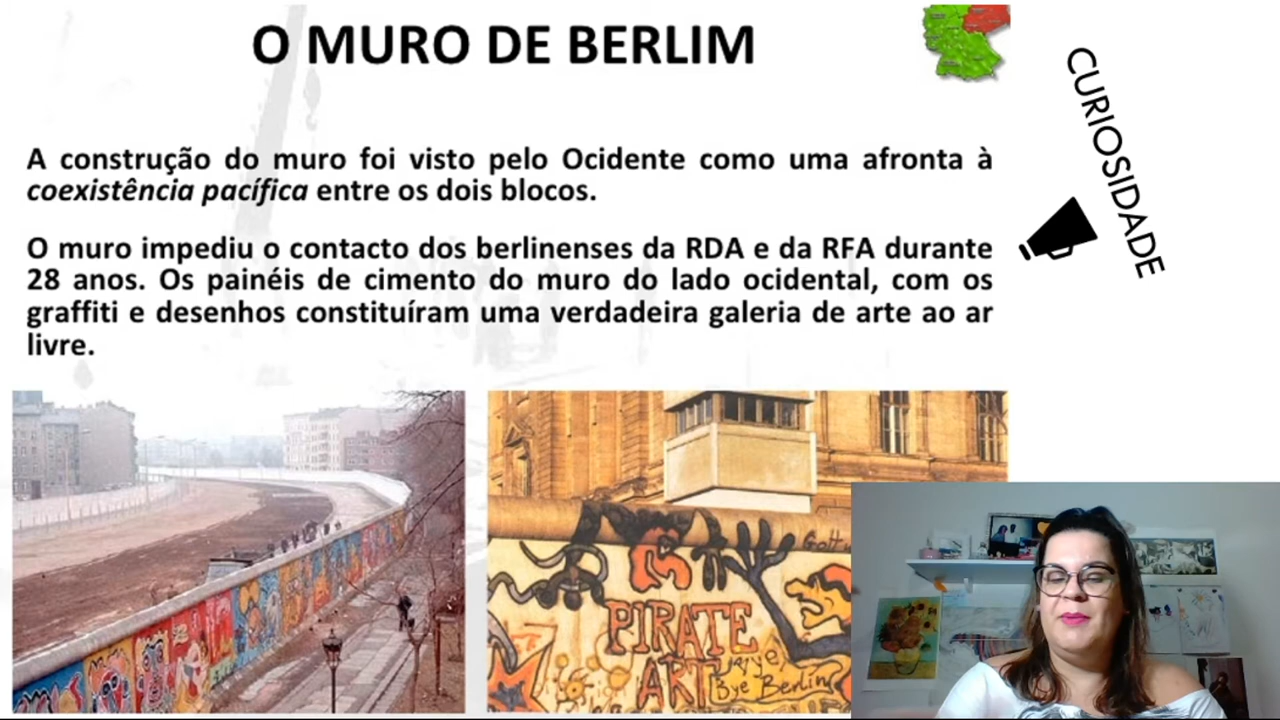 O MURO DE BERLIM
CURIOSIDADE
A construção do muro foi visto pelo Ocidente como uma afronta à
coexistência pacífica entre os dois blocos.
O muro impediu o contacto dos berlinenses da RDA e da RFA durante
28 anos. Os painéis de cimento do muro do lado ocidental, com os
graffiti e desenhos constituíram uma verdadeira galeria de arte ao ar
livre.
PIRATE
ART
Bye Berlin